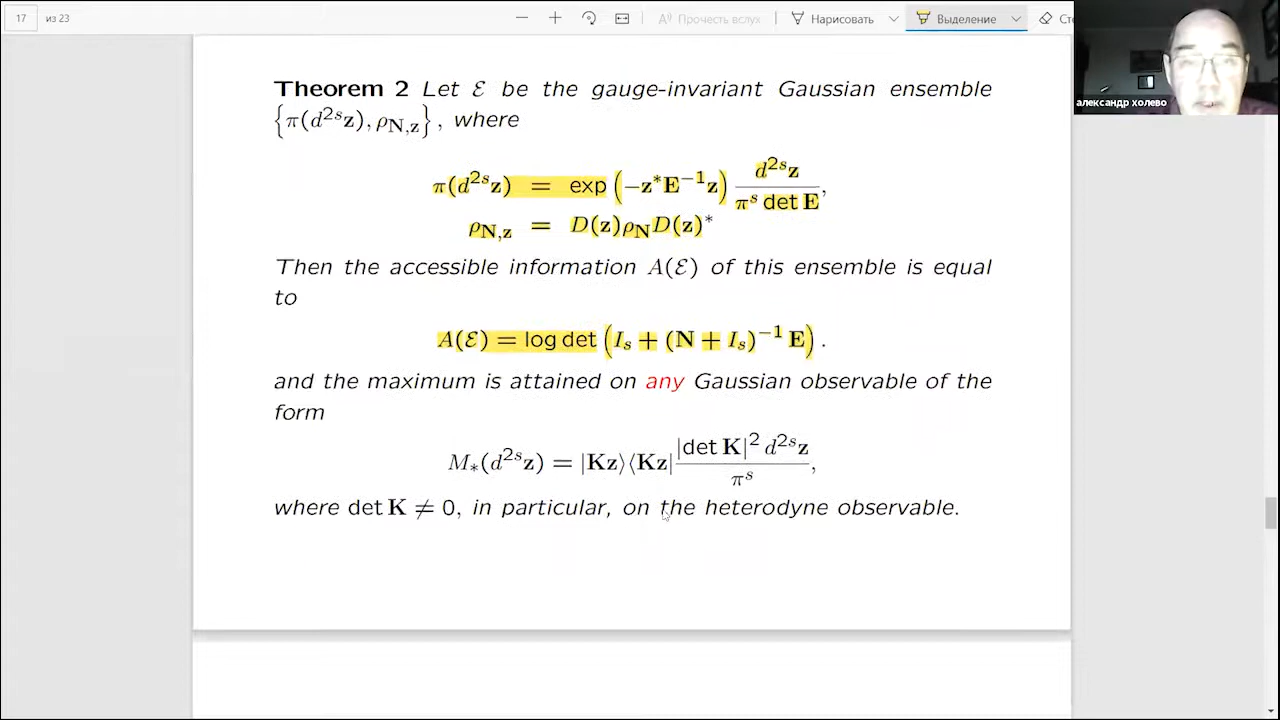 17 из 23
Прочесть вслух
Нарисовать
Выделение
александр холево
Theorem 2 Let ℰ be the gauge-invariant Gaussian ensemble
{π(d²ˢz), ρ_N,z}, where
π(d²ˢz) = exp(−z*E⁻¹z) d²ˢz / πˢ det E,
ρ_N,z = D(z)ρ_N D(z)*
Then the accessible information A(ℰ) of this ensemble is equal
to
A(ℰ) = log det (Iₛ + (N + Iₛ)⁻¹ E).
and the maximum is attained on any Gaussian observable of the
form
M_*(d²ˢz) = |Kz⟩⟨Kz| |det K|² d²ˢz / πˢ,
where det K ≠ 0, in particular, on the heterodyne observable.